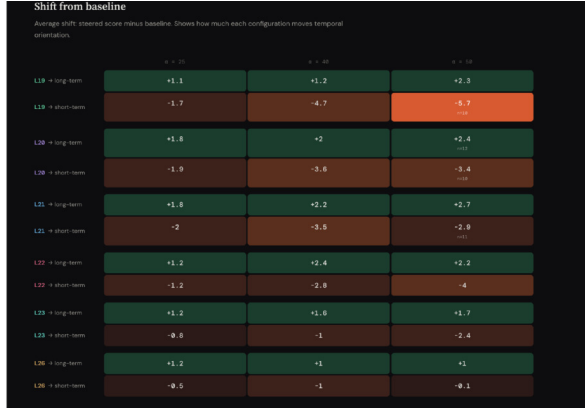 Shift from baseline
Average shift: steered score minus baseline. Shows how much each configuration moves temporal
orientation.
L19 → long-term +1.1 +1.2 +2.3
L19 → short-term -1.7 -4.7 -5.7
L20 → long-term +1.8 +2 +2.4
L20 → short-term -1.9 -3.6 -3.4
L21 → long-term +1.8 +2.2 +2.7
L21 → short-term -2 -3.5 -2.9
L22 → long-term +1.2 +2.4 +2.2
L22 → short-term -1.2 -2.8 -4
L23 → long-term +1.2 +1.6 +1.7
L23 → short-term -0.8 -1 -2.4
L26 → long-term +1.2 +1 +1
L26 → short-term -0.5 -1 -0.1